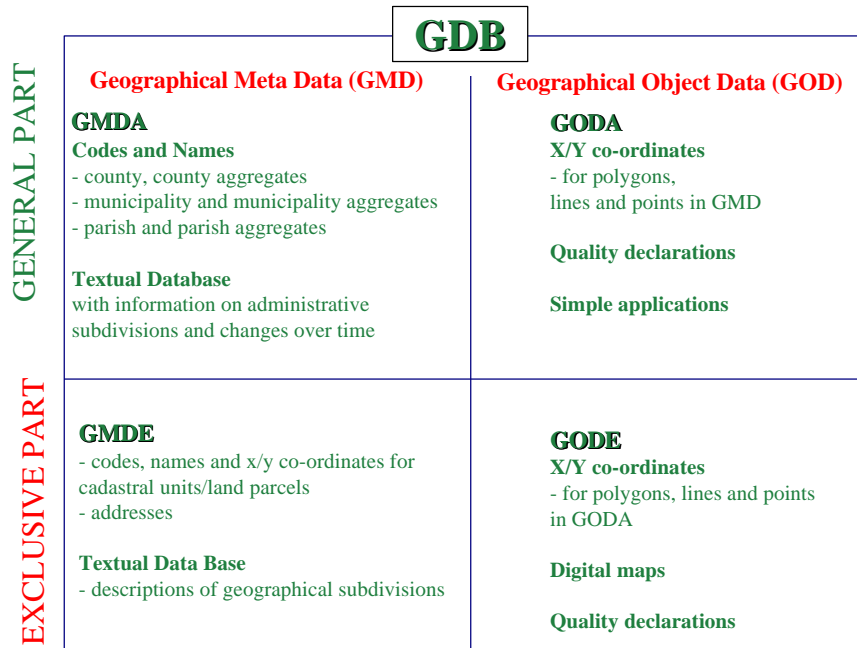 GDB
Geographical Meta Data (GMD)
Geographical Object Data (GOD)
GENERAL PART
GMDA
Codes and Names
- county, county aggregates
- municipality and municipality aggregates
- parish and parish aggregates
Textual Database
with information on administrative
subdivisions and changes over time
GODA
X/Y co-ordinates
- for polygons,
lines and points in GMD
Quality declarations
Simple applications
EXCLUSIVE PART
GMDE
- codes, names and x/y co-ordinates for
cadastral units/land parcels
- addresses
Textual Data Base
- descriptions of geographical subdivisions
GODE
X/Y co-ordinates
- for polygons, lines and points
in GODA
Digital maps
Quality declarations